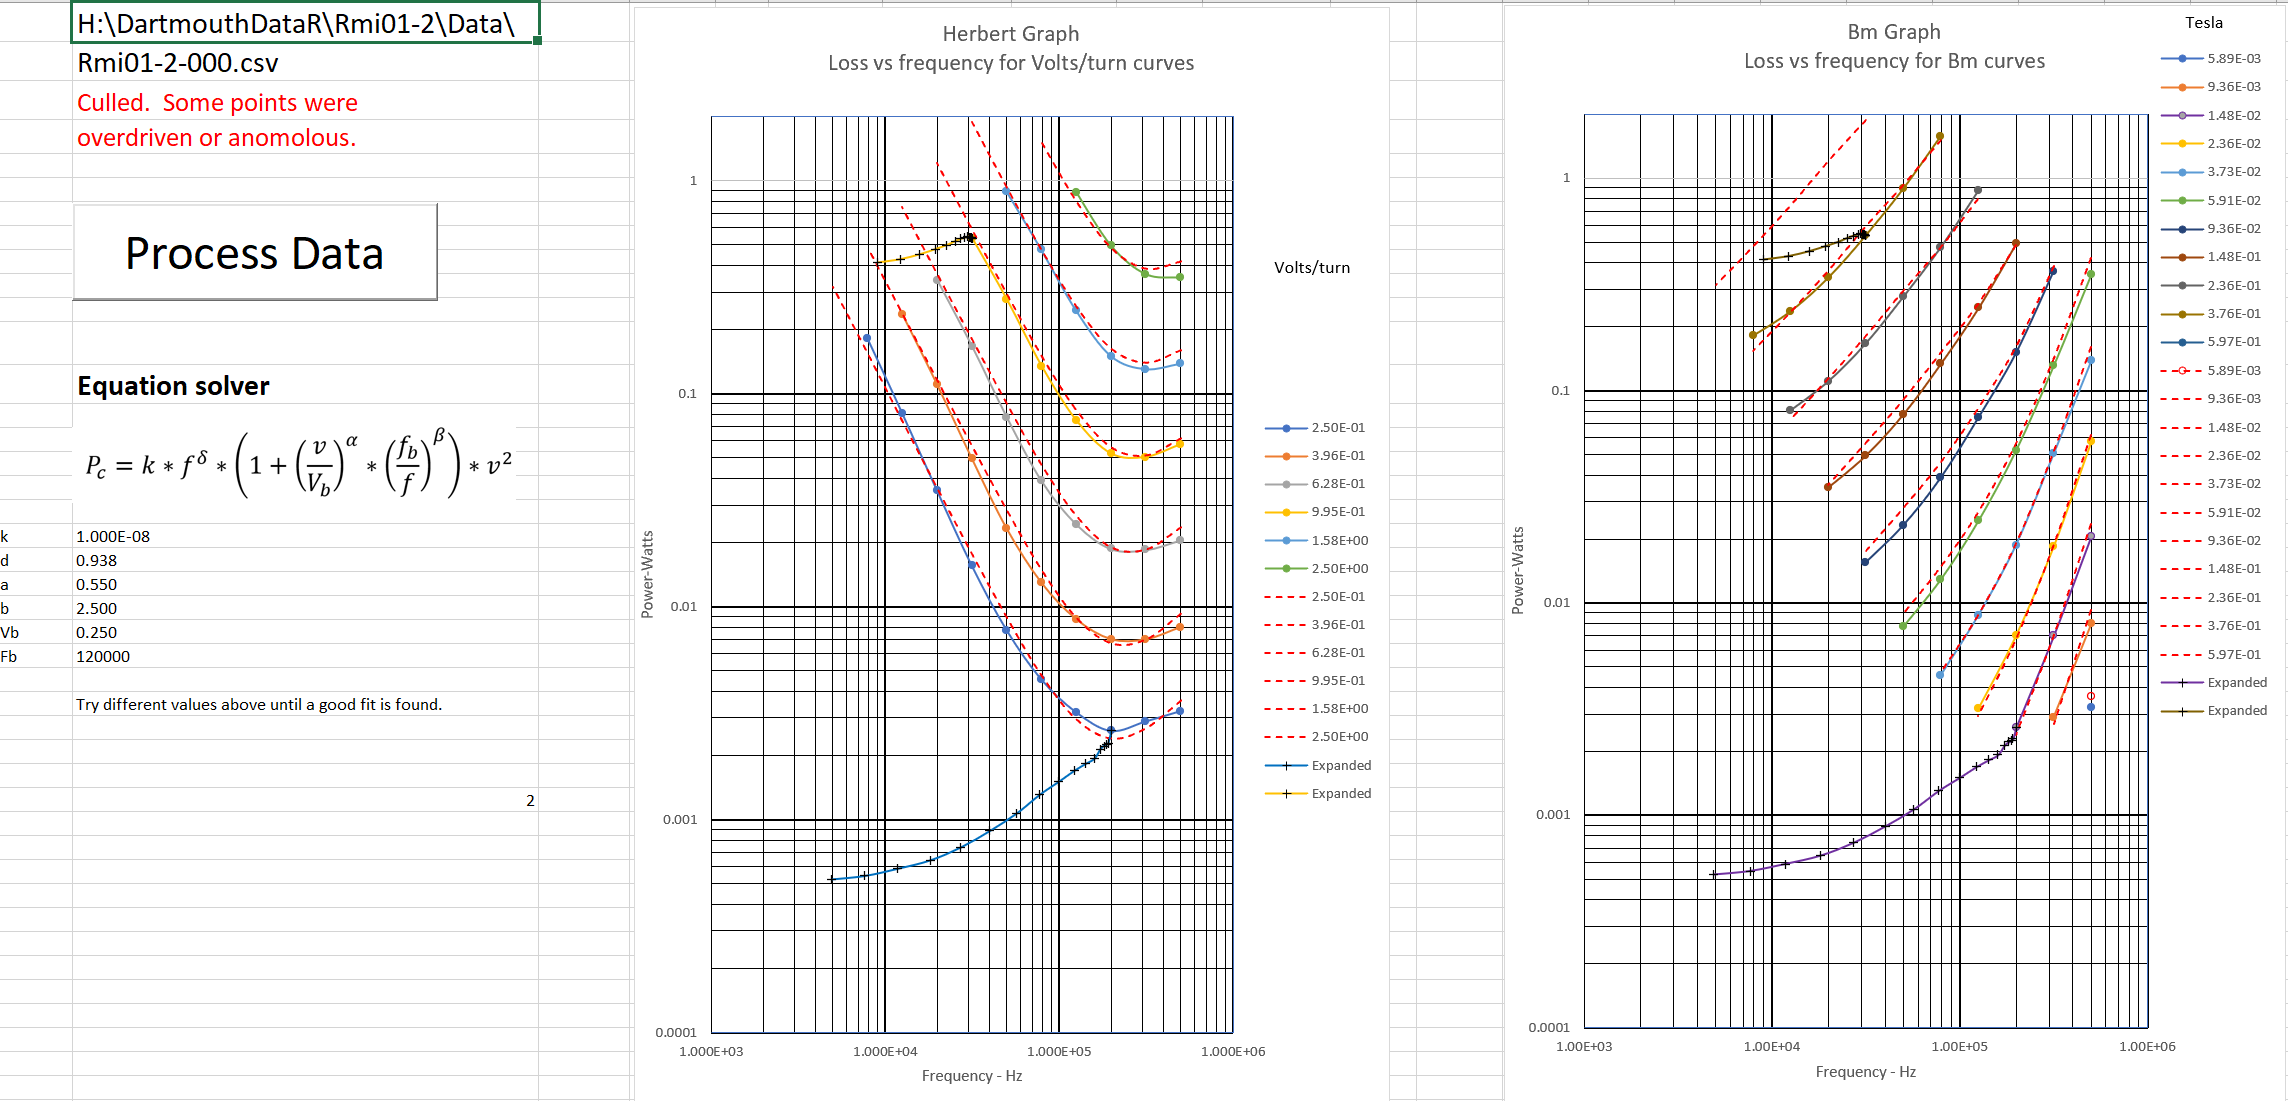 H:\DartmouthDataR\Rmi01-2\Data\
Rmi01-2-000.csv
Culled.  Some points were
overdriven or anomolous.
Process Data
Equation solver
P_c = k * f^δ * (1 + (v/V_b)^α * (f_b/f)^β) * v^2
k 1.000E-08
d 0.938
a 0.550
b 2.500
Vb 0.250
Fb 120000
Try different values above until a good fit is found.
2
Herbert Graph
Loss vs frequency for Volts/turn curves
Power-Watts
1
0.1
0.01
0.001
0.0001
1.000E+03 1.000E+04 1.000E+05 1.000E+06
Frequency - Hz
Volts/turn
2.50E-01
3.96E-01
6.28E-01
9.95E-01
1.58E+00
2.50E+00
2.50E-01
3.96E-01
6.28E-01
9.95E-01
1.58E+00
2.50E+00
Expanded
Expanded
Bm Graph
Loss vs frequency for Bm curves
Power-Watts
1
0.1
0.01
0.001
0.0001
1.00E+03 1.00E+04 1.00E+05 1.00E+06
Frequency - Hz
Tesla
5.89E-03
9.36E-03
1.48E-02
2.36E-02
3.73E-02
5.91E-02
9.36E-02
1.48E-01
2.36E-01
3.76E-01
5.97E-01
5.89E-03
9.36E-03
1.48E-02
2.36E-02
3.73E-02
5.91E-02
9.36E-02
1.48E-01
2.36E-01
3.76E-01
5.97E-01
Expanded
Expanded